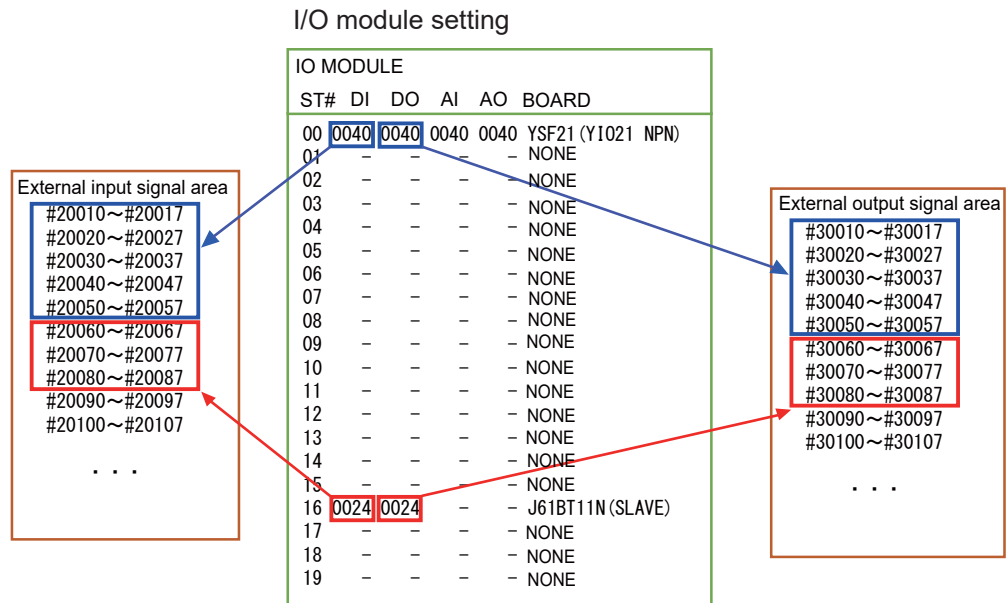 I/O module setting
IO MODULE
ST# DI DO AI AO BOARD
00 0040 0040 0040 0040 YSF21(YIO21 NPN)
01 – – – – NONE
02 – – – – NONE
03 – – – – NONE
04 – – – – NONE
05 – – – – NONE
06 – – – – NONE
07 – – – – NONE
08 – – – – NONE
09 – – – – NONE
10 – – – – NONE
11 – – – – NONE
12 – – – – NONE
13 – – – – NONE
14 – – – – NONE
15 – – – – NONE
16 0024 0024 – – J61BT11N(SLAVE)
17 – – – – NONE
18 – – – – NONE
19 – – – – NONE
External input signal area
#20010～#20017
#20020～#20027
#20030～#20037
#20040～#20047
#20050～#20057
#20060～#20067
#20070～#20077
#20080～#20087
#20090～#20097
#20100～#20107
. . .
External output signal area
#30010～#30017
#30020～#30027
#30030～#30037
#30040～#30047
#30050～#30057
#30060～#30067
#30070～#30077
#30080～#30087
#30090～#30097
#30100～#30107
. . .